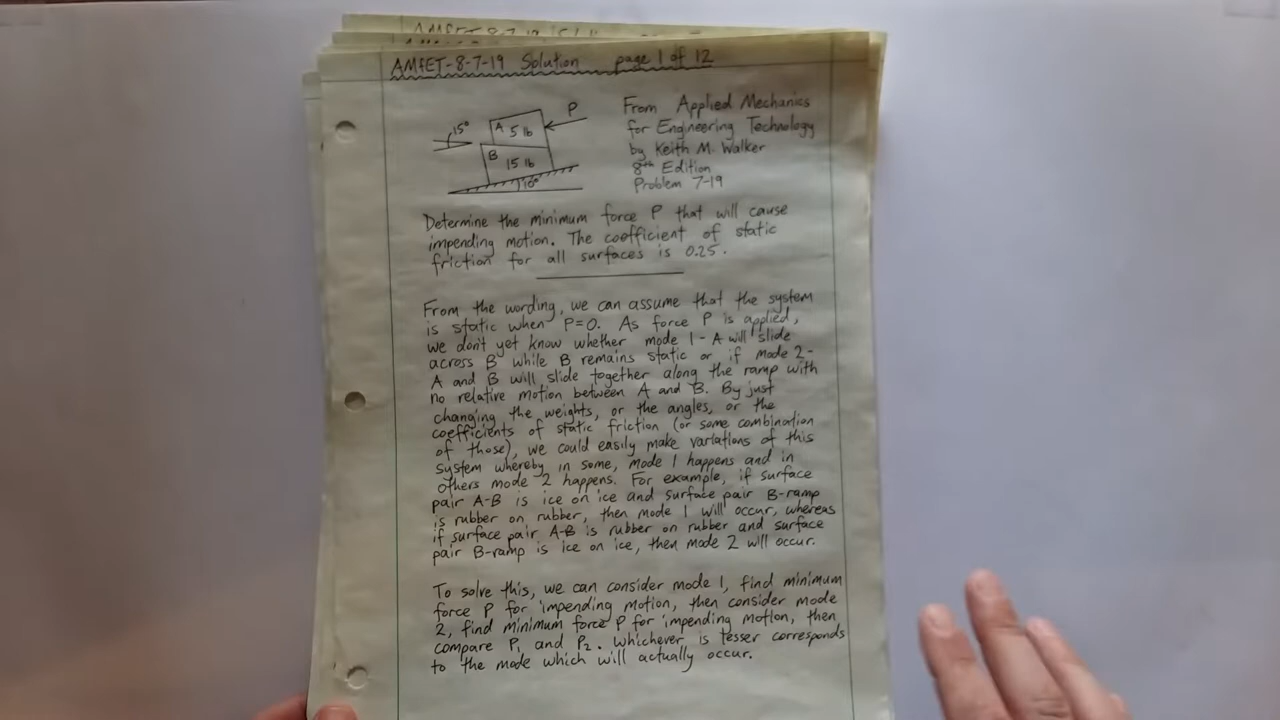 AMFET-8-7-19 Solution page 1 of 12
P
15°
A 5 lb
B
15 lb
10°
From Applied Mechanics
for Engineering Technology
by Keith M. Walker
8th Edition
Problem 7-19
Determine the minimum force P that will cause
impending motion. The coefficient of static
friction for all surfaces is 0.25.
From the wording, we can assume that the system
is static when P=0. As force P is applied,
we don't yet know whether mode 1 - A will slide
across B while B remains static or if mode 2-
A and B will slide together along the ramp with
no relative motion between A and B. By just
changing the weights, or the angles, or the
coefficients of static friction (or some combination
of those), we could easily make variations of this
system whereby in some, mode 1 happens and in
others mode 2 happens. For example, if surface
pair A-B is ice on ice and surface pair B-ramp
is rubber on rubber, then mode 1 will occur, whereas
if surface pair A-B is rubber on rubber and surface
pair B-ramp is ice on ice, then mode 2 will occur.
To solve this, we can consider mode 1, find minimum
force P for impending motion, then consider mode
2, find minimum force P for impending motion, then
compare P₁ and P₂. Whichever is lesser corresponds
to the mode which will actually occur.